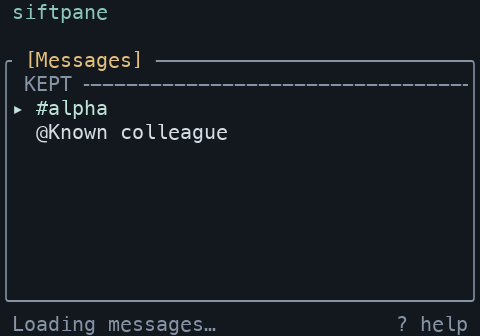 siftpane
[Messages]
KEPT
▸ #alpha
@Known colleague
Loading messages… ? help